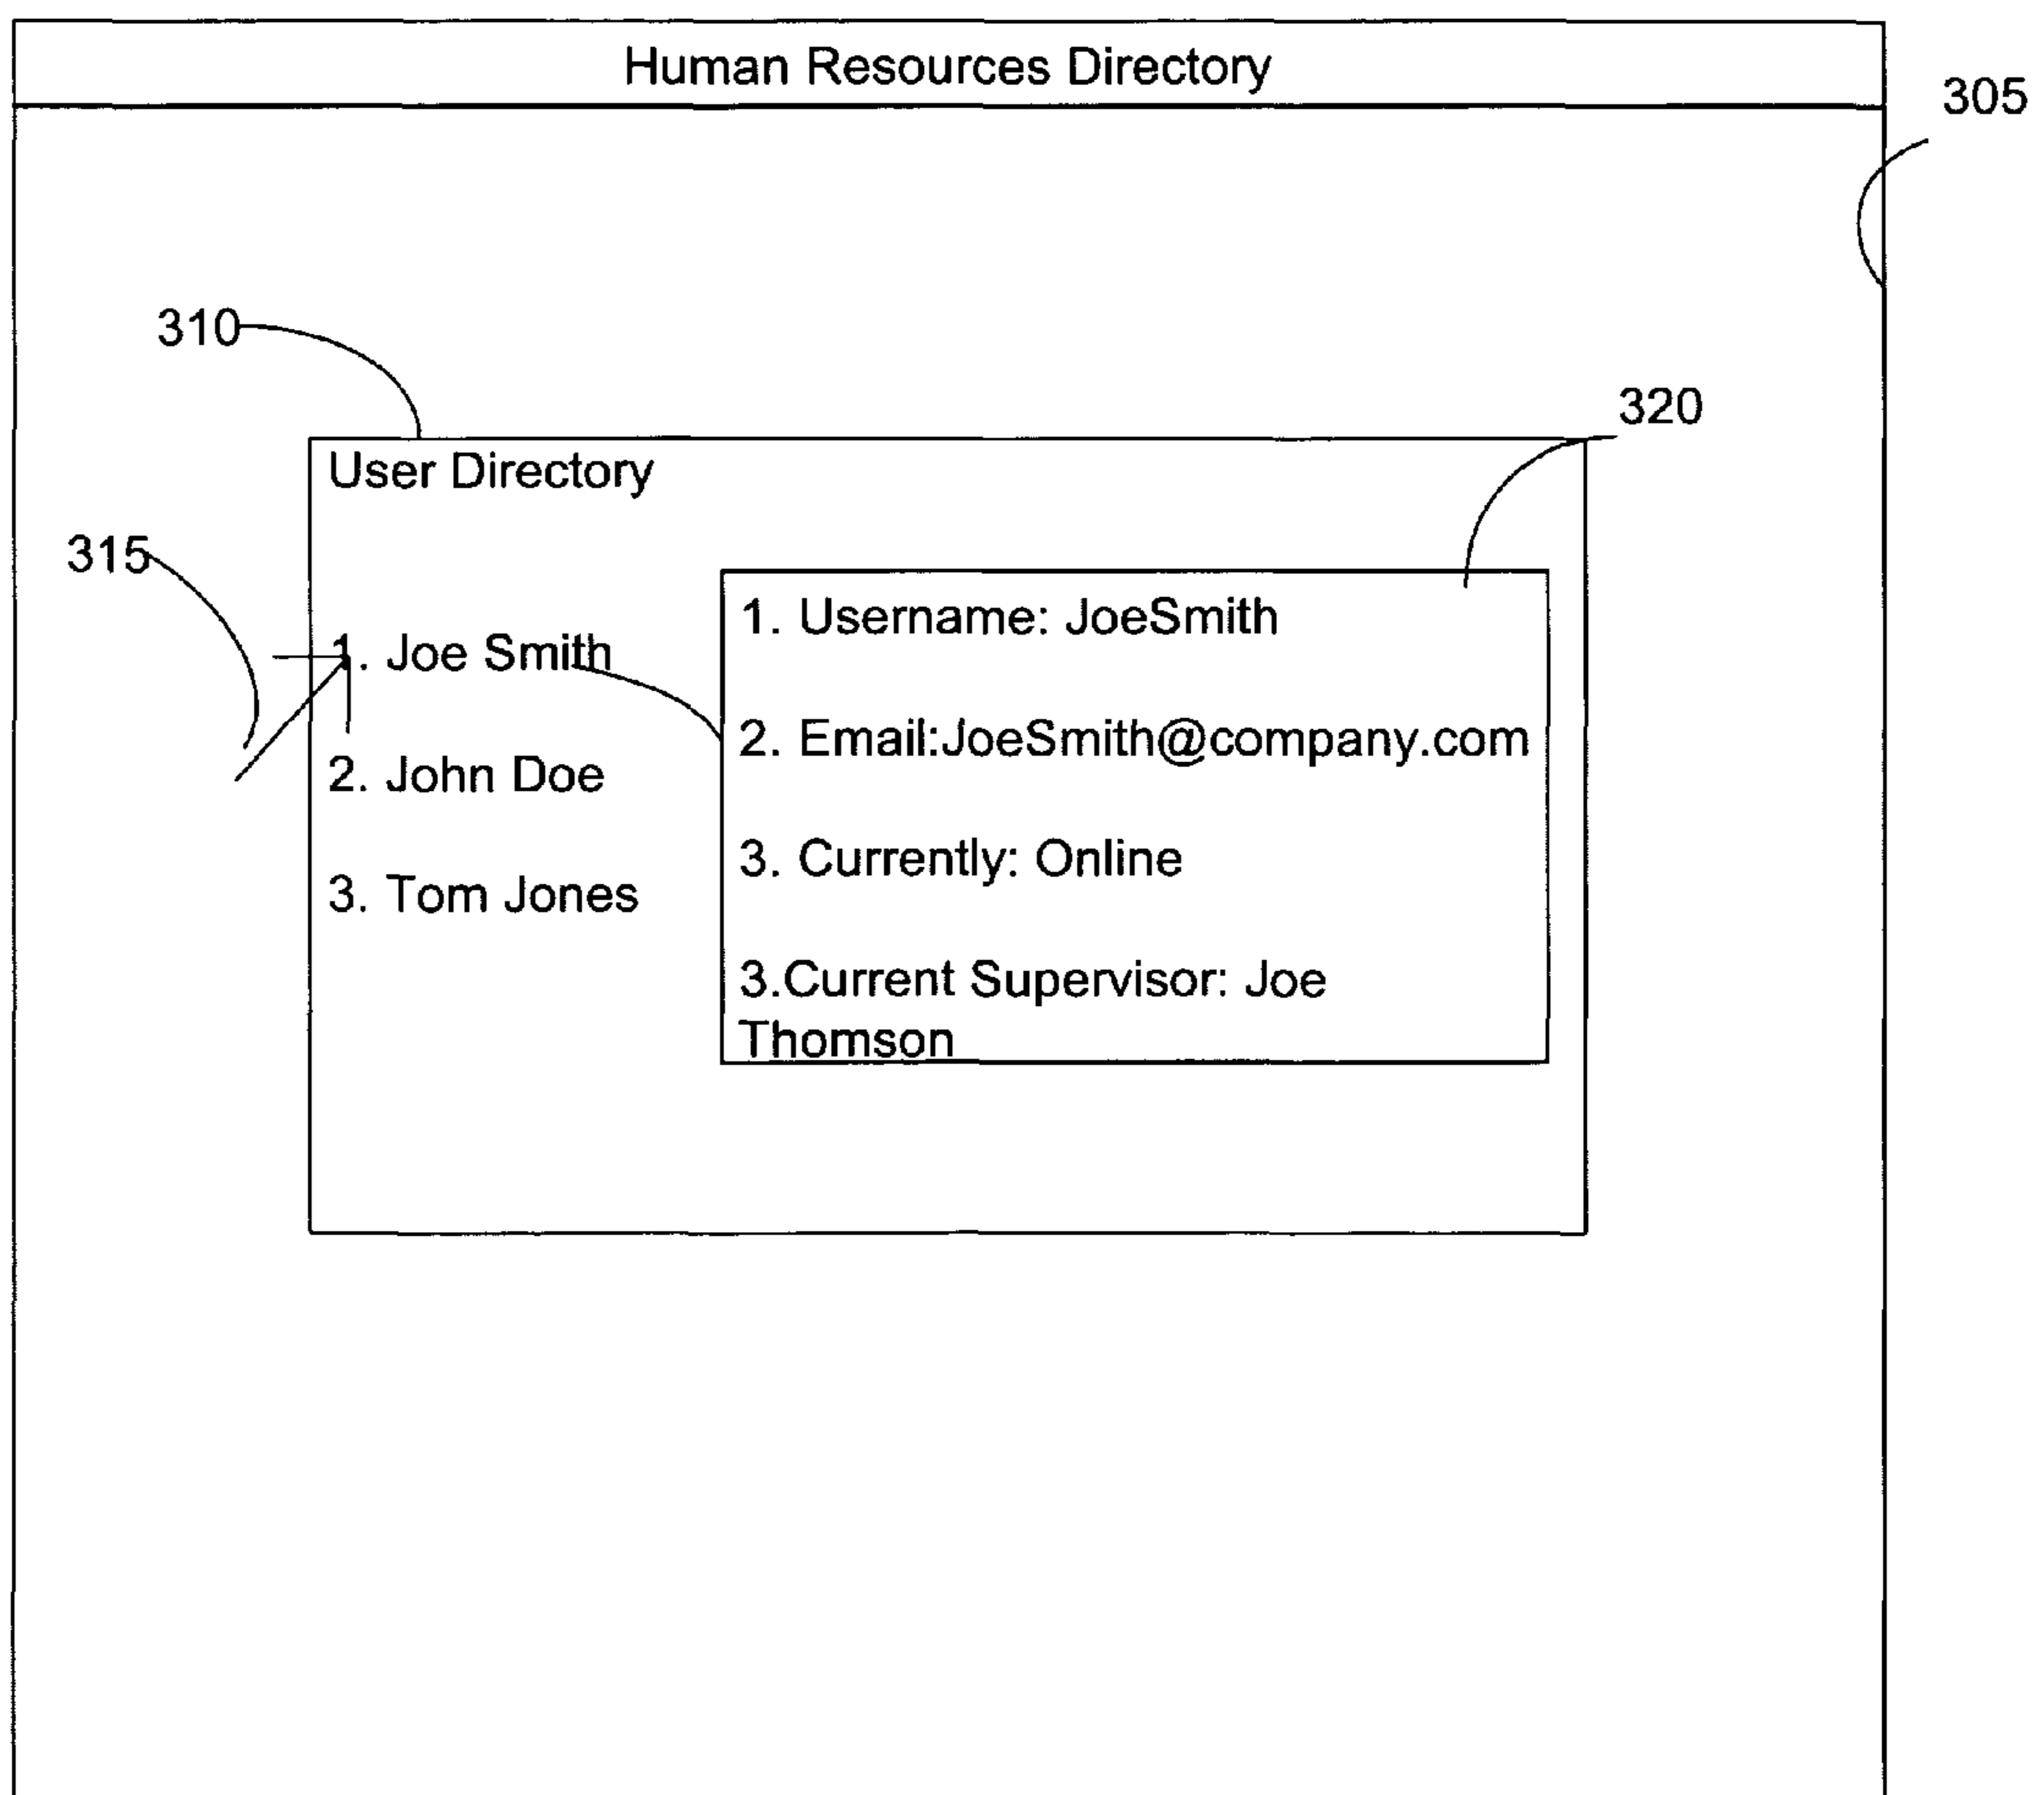 Human Resources Directory
305
310
320
User Directory
315
1. Joe Smith
2. John Doe
3. Tom Jones
1. Username: JoeSmith
2. Email:JoeSmith@company.com
3. Currently: Online
3.Current Supervisor: Joe
Thomson